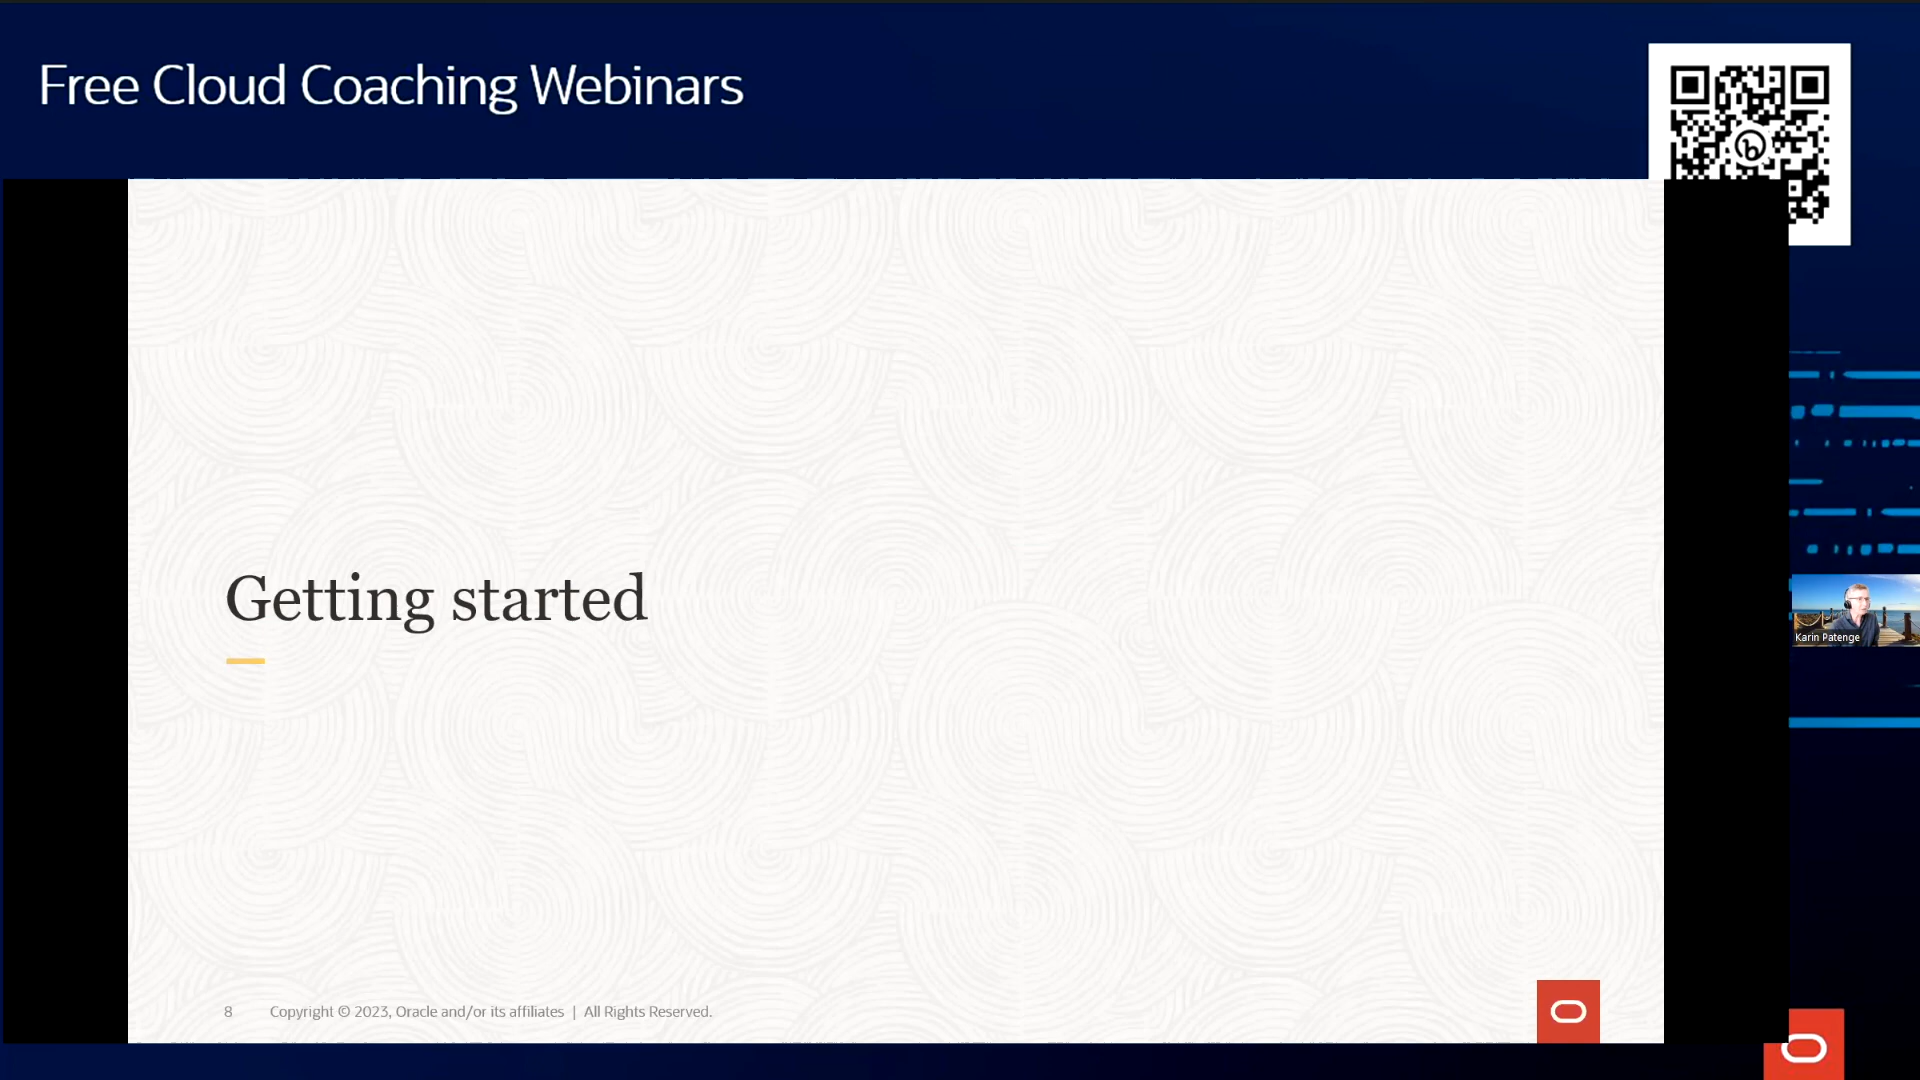 Free Cloud Coaching Webinars
Getting started
Karin Patenge
8 Copyright © 2023, Oracle and/or its affiliates | All Rights Reserved.